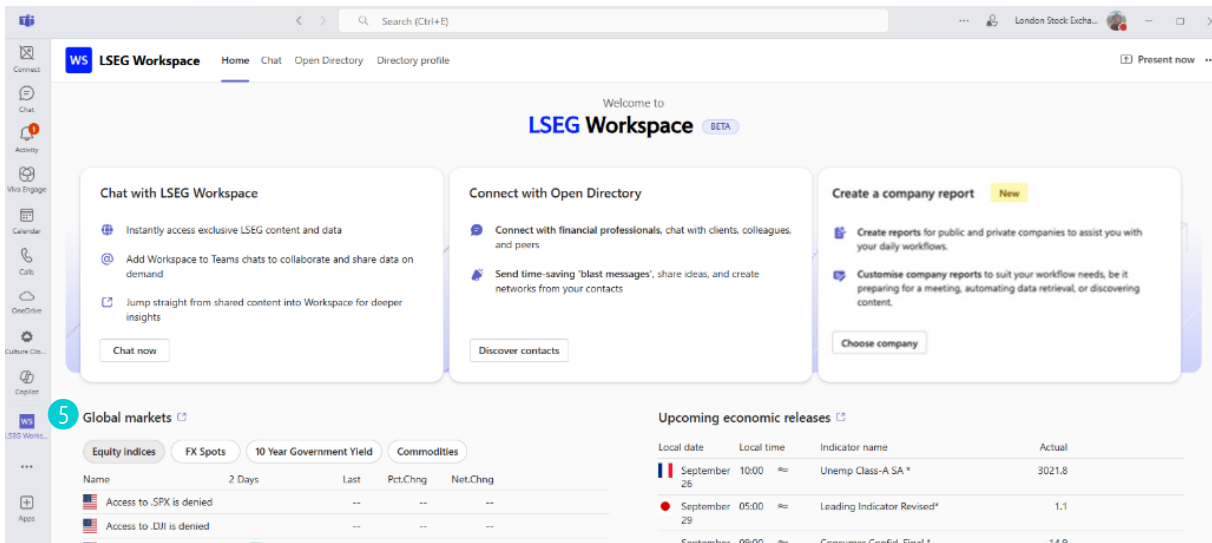 Search (Ctrl+E)
London Stock Excha...
Connect
Chat
Activity
1
Viva Engage
Calendar
Calls
OneDrive
Culture Clo...
Copilot
WS
LSEG Works...
Apps
WS LSEG Workspace Home Chat Open Directory Directory profile
Present now
Welcome to
LSEG Workspace BETA
Chat with LSEG Workspace
Instantly access exclusive LSEG content and data
Add Workspace to Teams chats to collaborate and share data on
demand
Jump straight from shared content into Workspace for deeper
insights
Chat now
Connect with Open Directory
Connect with financial professionals, chat with clients, colleagues,
and peers
Send time-saving 'blast messages', share ideas, and create
networks from your contacts
Discover contacts
Create a company report New
Create reports for public and private companies to assist you with
your daily workflows.
Customise company reports to suit your workflow needs, be it
preparing for a meeting, automating data retrieval, or discovering
content.
Choose company
5
Global markets
Equity indices FX Spots 10 Year Government Yield Commodities
Name 2 Days Last Pct.Chng Net.Chng
Access to .SPX is denied -- -- --
Access to .DJI is denied -- -- --
Upcoming economic releases
Local date Local time Indicator name Actual
September 10:00 Unemp Class-A SA * 3021.8
26
September 05:00 Leading Indicator Revised* 1.1
29
September 09:00 Consumer Confid. Final * -14.9